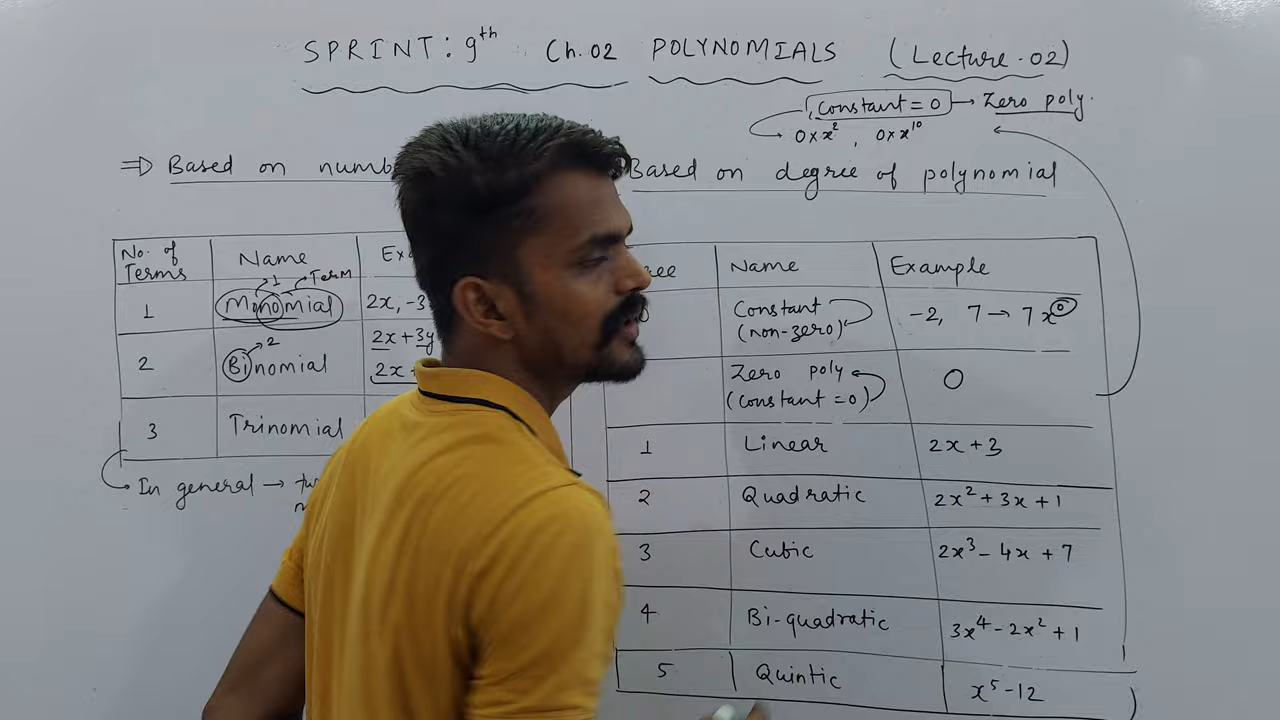 SPRINT: 9th Ch.02 POLYNOMIALS (Lecture-02)
constant = 0 → Zero poly.
0×x², 0×x¹⁰
⇒ Based on
Based on degree of polynomial
No. of Terms | Name
1 Term
1 | Monomial | 2x, -3
2
2 | Binomial | 2x+3y
2x+
3 | Trinomial
In general →
Name | Example
Constant (non-zero) | -2, 7 → 7x⁰
Zero poly (constant = 0) | 0
1 | Linear | 2x+3
2 | Quadratic | 2x²+3x+1
3 | Cubic | 2x³-4x+7
4 | Bi-quadratic | 3x⁴-2x²+1
5 | Quintic | x⁵-12